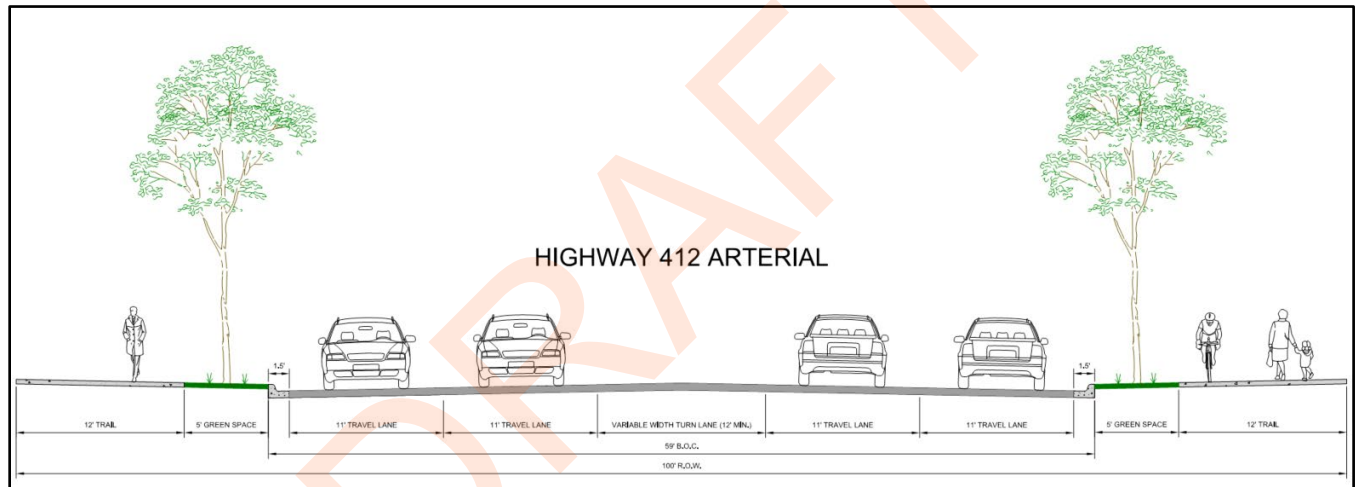 DRAFT
HIGHWAY 412 ARTERIAL
1.5'
1.5'
12' TRAIL
5' GREEN SPACE
11' TRAVEL LANE
11' TRAVEL LANE
VARIABLE WIDTH TURN LANE (12' MIN.)
11' TRAVEL LANE
11' TRAVEL LANE
5' GREEN SPACE
12' TRAIL
59' B.O.C.
100' R.O.W.